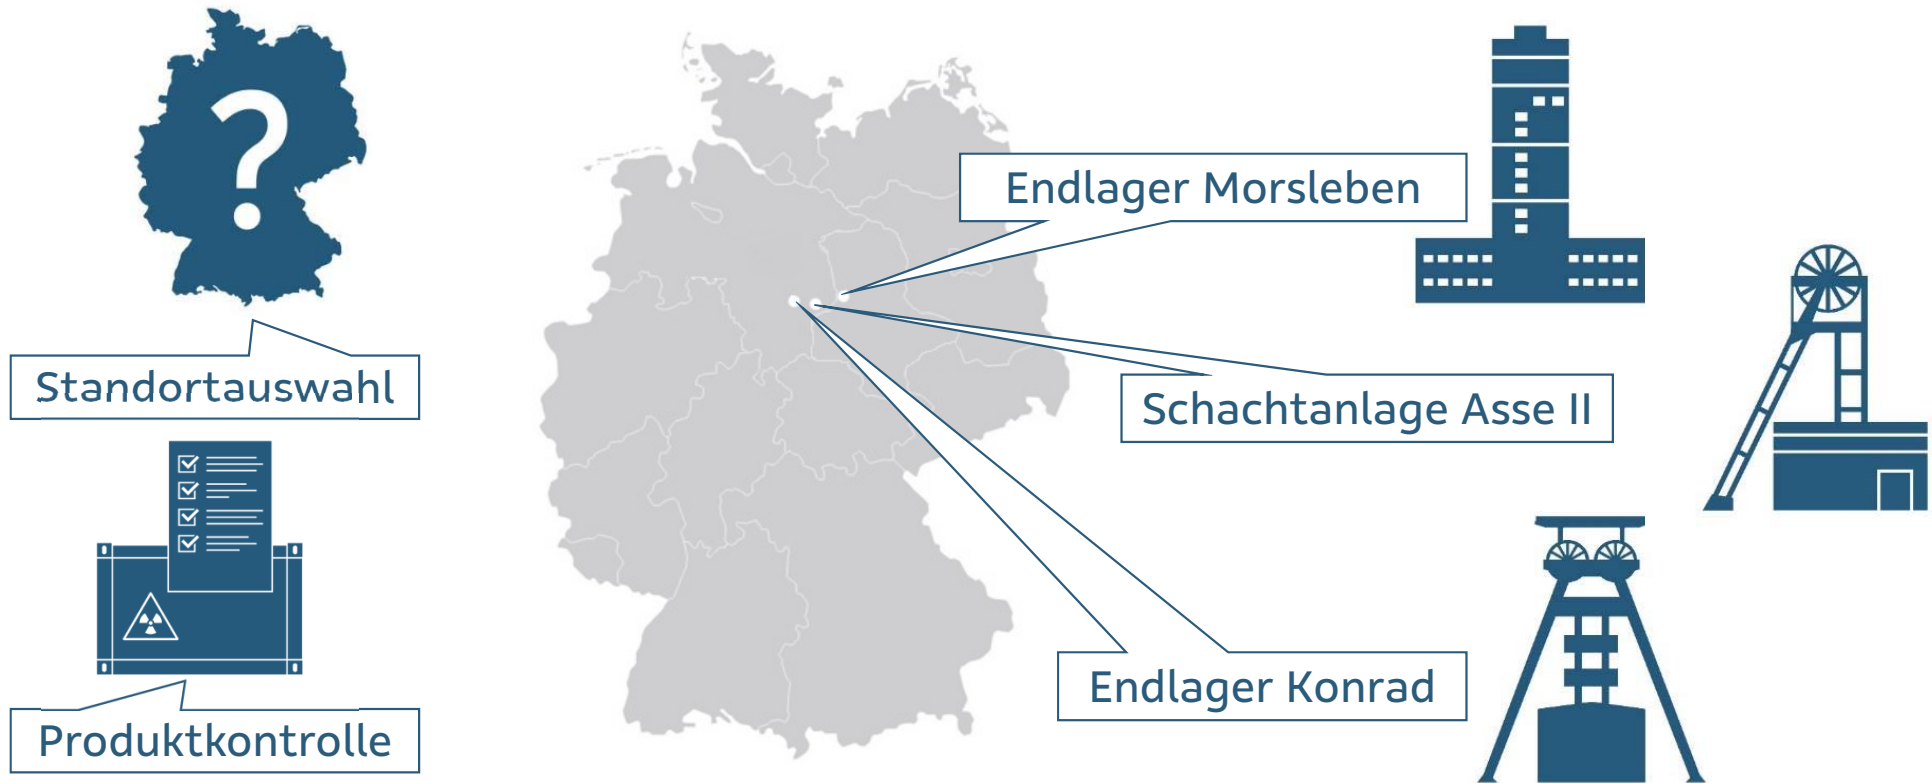 ?
Standortauswahl
Produktkontrolle
Endlager Morsleben
Schachtanlage Asse II
Endlager Konrad